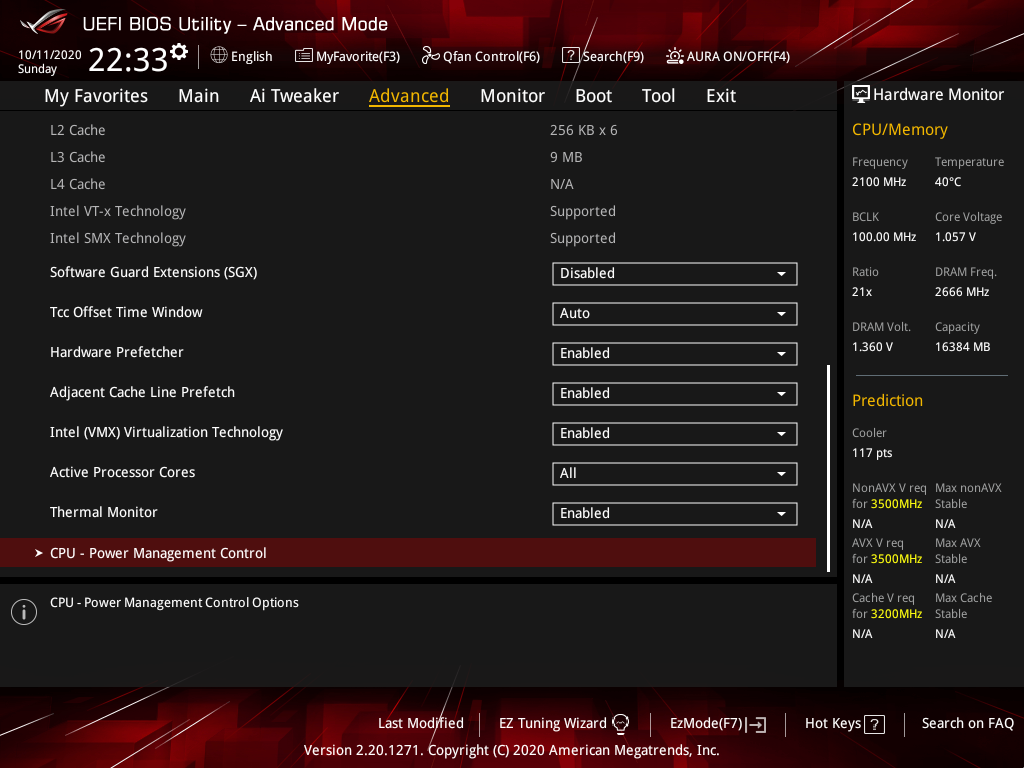 UEFI BIOS Utility – Advanced Mode
10/11/2020
Sunday
22:33
English
MyFavorite(F3)
Qfan Control(F6)
? Search(F9)
AURA ON/OFF(F4)
My Favorites Main Ai Tweaker Advanced Monitor Boot Tool Exit
L2 Cache 256 KB x 6
L3 Cache 9 MB
L4 Cache N/A
Intel VT-x Technology Supported
Intel SMX Technology Supported
Software Guard Extensions (SGX) Disabled
Tcc Offset Time Window Auto
Hardware Prefetcher Enabled
Adjacent Cache Line Prefetch Enabled
Intel (VMX) Virtualization Technology Enabled
Active Processor Cores All
Thermal Monitor Enabled
CPU - Power Management Control
i CPU - Power Management Control Options
Hardware Monitor
CPU/Memory
Frequency Temperature
2100 MHz 40°C
BCLK Core Voltage
100.00 MHz 1.057 V
Ratio DRAM Freq.
21x 2666 MHz
DRAM Volt. Capacity
1.360 V 16384 MB
Prediction
Cooler
117 pts
NonAVX V req Max nonAVX
for 3500MHz Stable
N/A N/A
AVX V req Max AVX
for 3500MHz Stable
N/A N/A
Cache V req Max Cache
for 3200MHz Stable
N/A N/A
Last Modified
EZ Tuning Wizard
EzMode(F7)
Hot Keys ?
Search on FAQ
Version 2.20.1271. Copyright (C) 2020 American Megatrends, Inc.